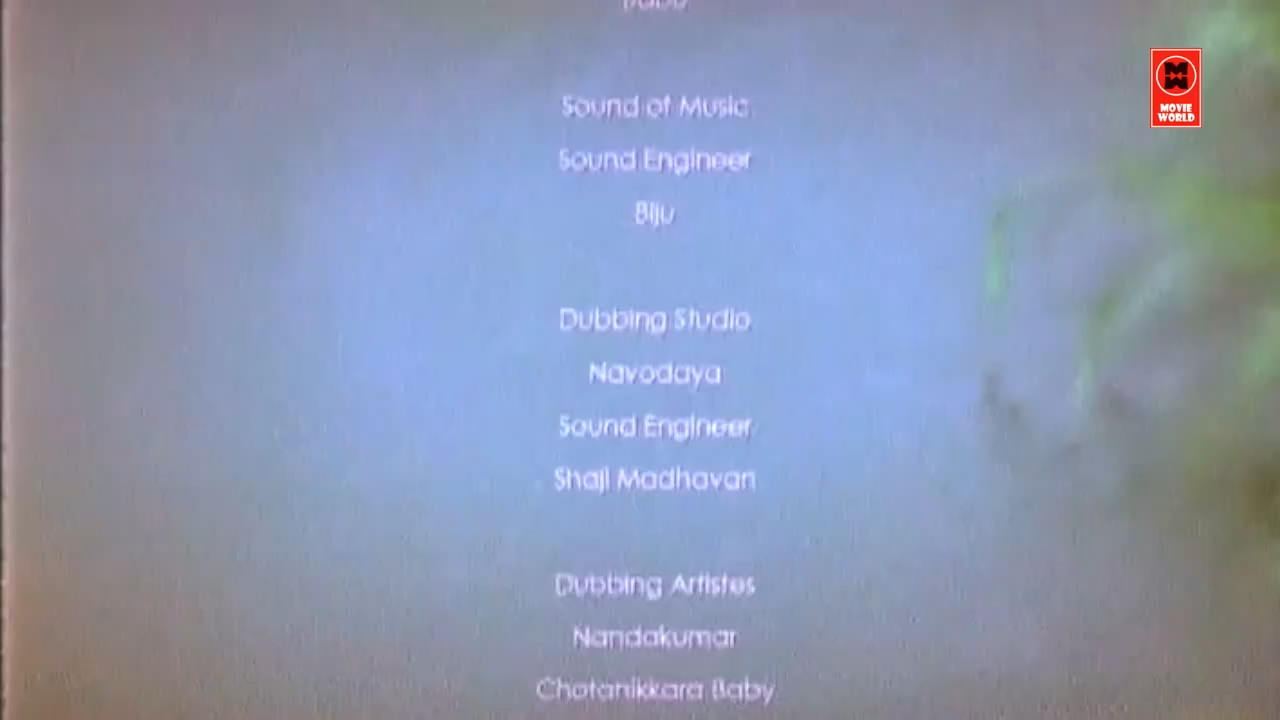 Sound of Music
Sound Engineer
Biju
Dubbing Studio
Navodaya
Sound Engineer
Shaji Madhavan
Dubbing Artistes
Nandakumar
Chotanikkara Baby
MOVIE
WORLD